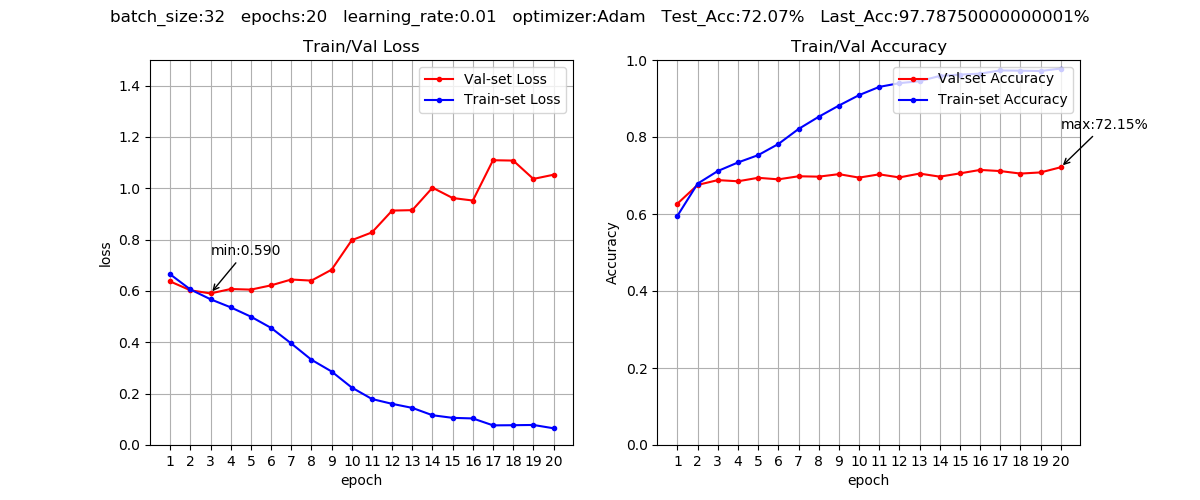 batch_size:32 epochs:20 learning_rate:0.01 optimizer:Adam Test_Acc:72.07% Last_Acc:97.78750000000001%
Train/Val Loss
Val-set Loss
Train-set Loss
min:0.590
1.4
1.2
1.0
0.8
0.6
0.4
0.2
0.0
loss
1 2 3 4 5 6 7 8 9 10 11 12 13 14 15 16 17 18 19 20
epoch
Train/Val Accuracy
Val-set Accuracy
Train-set Accuracy
max:72.15%
1.0
0.8
0.6
0.4
0.2
0.0
Accuracy
1 2 3 4 5 6 7 8 9 10 11 12 13 14 15 16 17 18 19 20
epoch